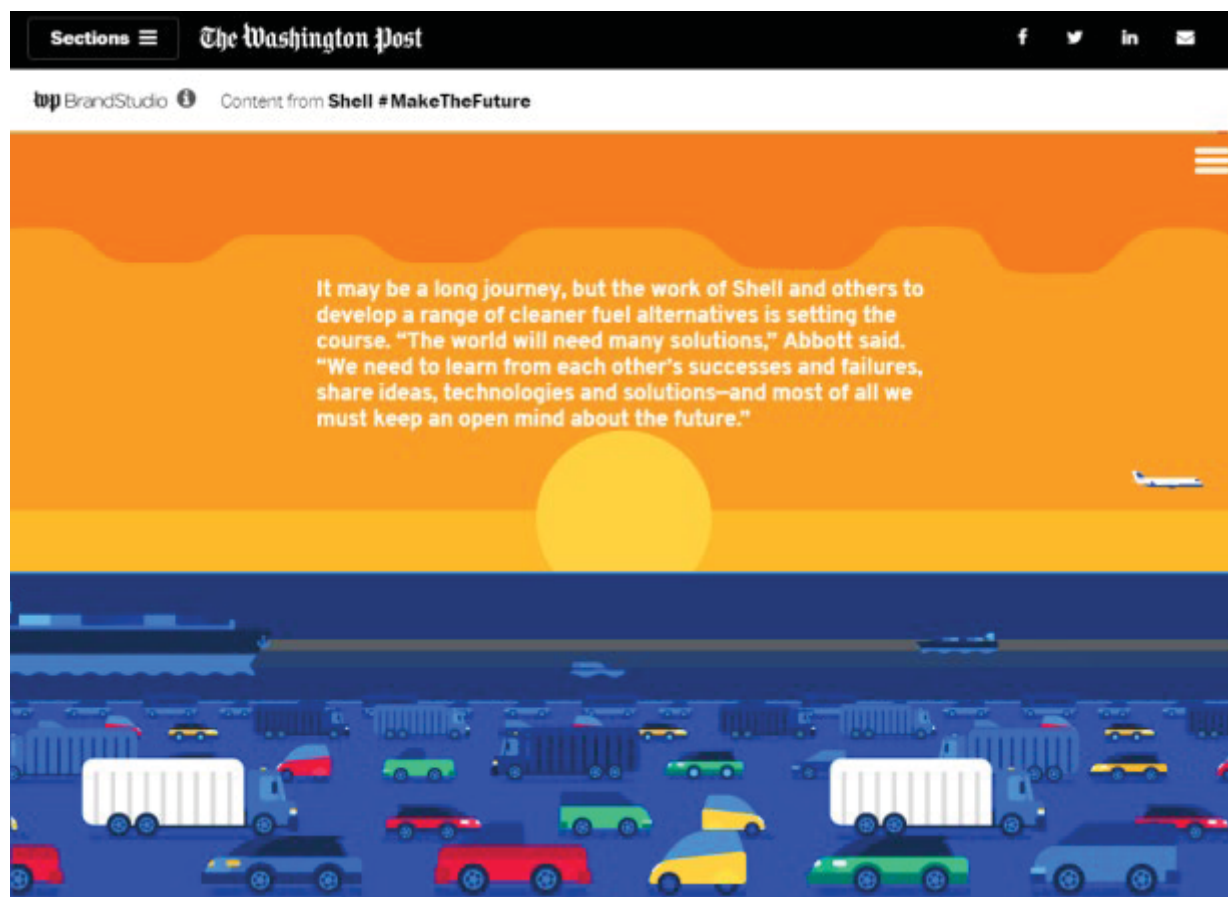 Sections
The Washington Post
wp BrandStudio
Content from Shell #MakeTheFuture
It may be a long journey, but the work of Shell and others to
develop a range of cleaner fuel alternatives is setting the
course. “The world will need many solutions,” Abbott said.
“We need to learn from each other’s successes and failures,
share ideas, technologies and solutions—and most of all we
must keep an open mind about the future.”